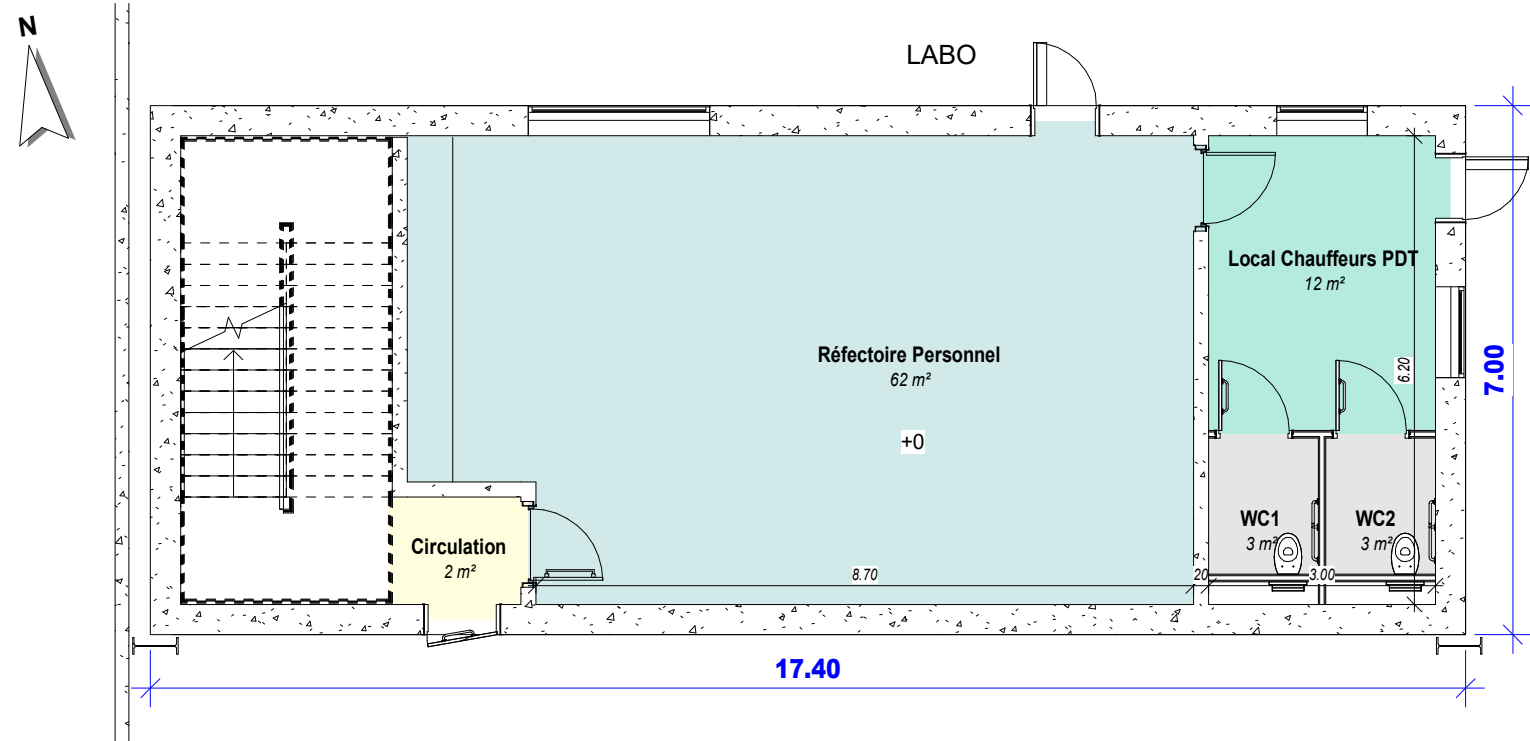 N
LABO
Local Chauffeurs PDT
12 m²
Réfectoire Personnel
62 m²
6.20
7.00
+0
WC1
3 m²
WC2
3 m²
Circulation
2 m²
8.70
20
3.00
17.40